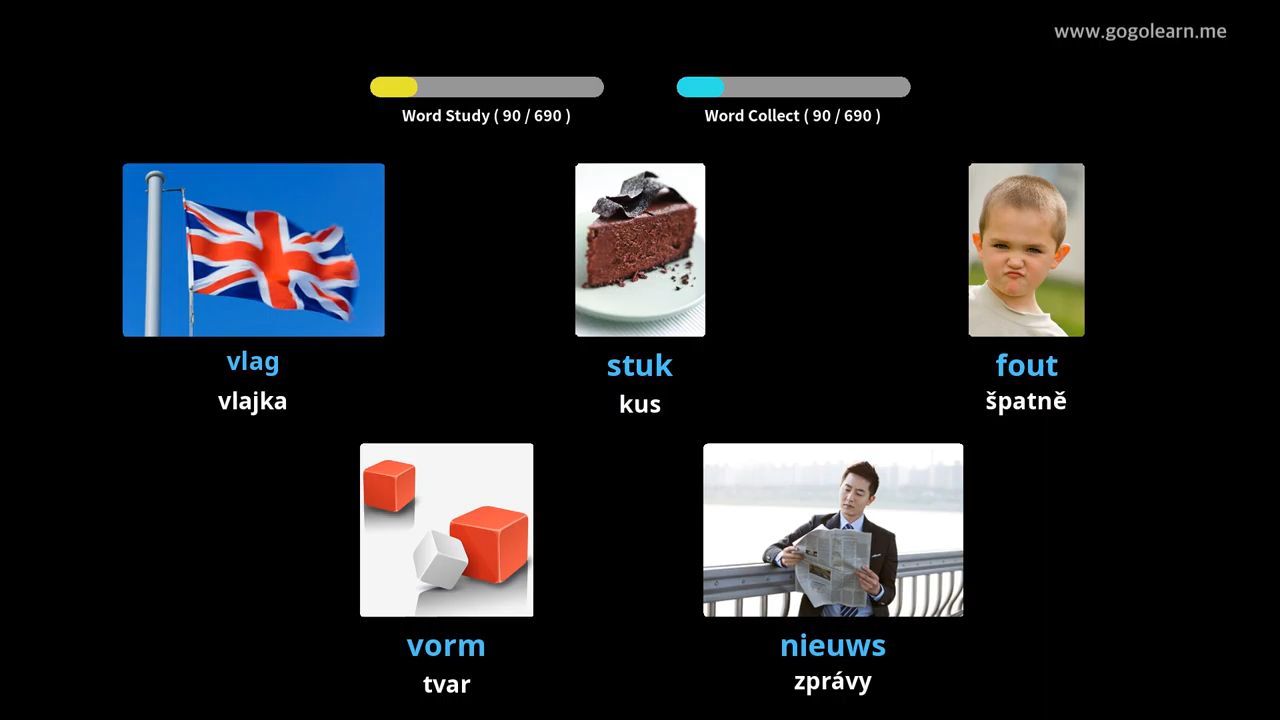 www.gogolearn.me
Word Study ( 90 / 690 )
Word Collect ( 90 / 690 )
vlag
vlajka
stuk
kus
fout
špatně
vorm
tvar
nieuws
zprávy